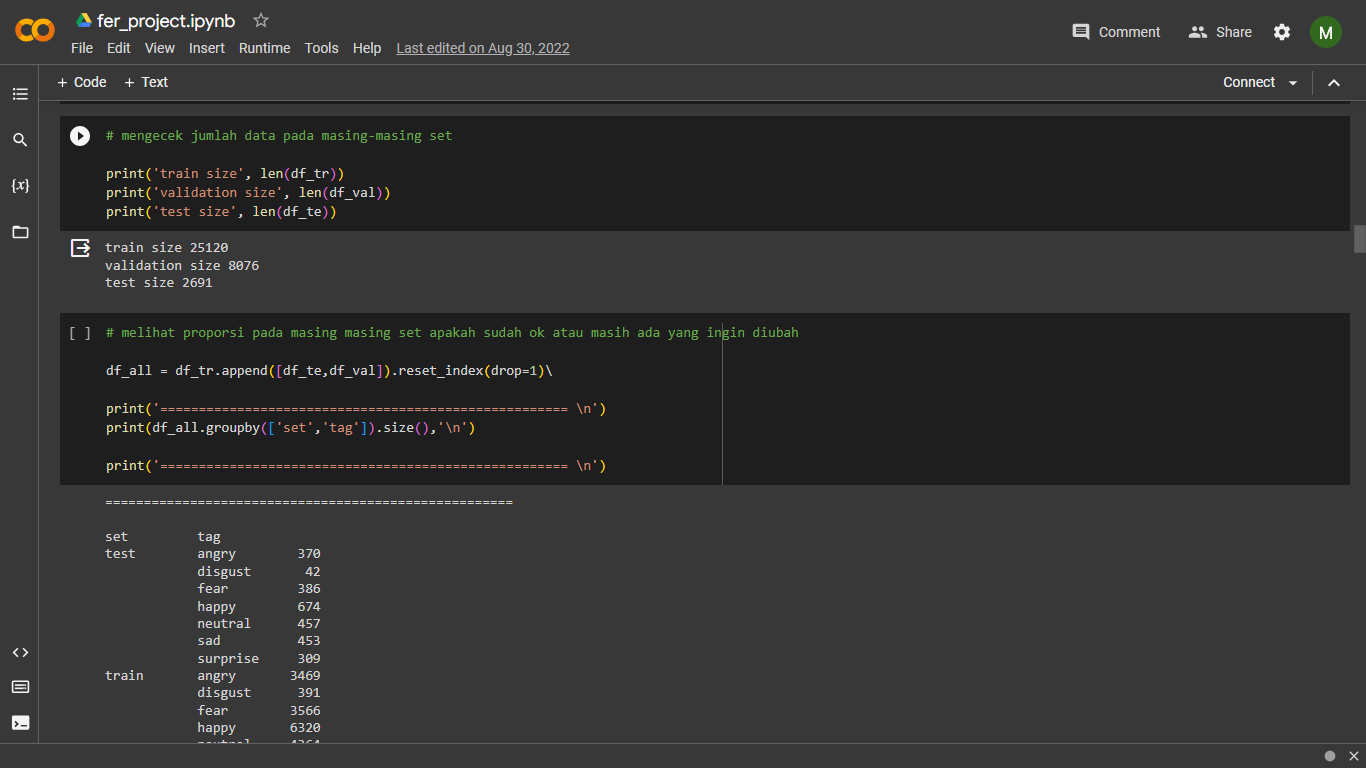 fer_project.ipynb
File Edit View Insert Runtime Tools Help Last edited on Aug 30, 2022
Comment Share M
+ Code + Text Connect
# mengecek jumlah data pada masing-masing set
print('train size', len(df_tr))
print('validation size', len(df_val))
print('test size', len(df_te))
train size 25120
validation size 8076
test size 2691
[ ] # melihat proporsi pada masing masing set apakah sudah ok atau masih ada yang ingin diubah
df_all = df_tr.append([df_te,df_val]).reset_index(drop=1)\
print('===================================================== \n')
print(df_all.groupby(['set','tag']).size(),'\n')
print('===================================================== \n')
=====================================================
set tag
test angry 370
disgust 42
fear 386
happy 674
neutral 457
sad 453
surprise 309
train angry 3469
disgust 391
fear 3566
happy 6320
{x}